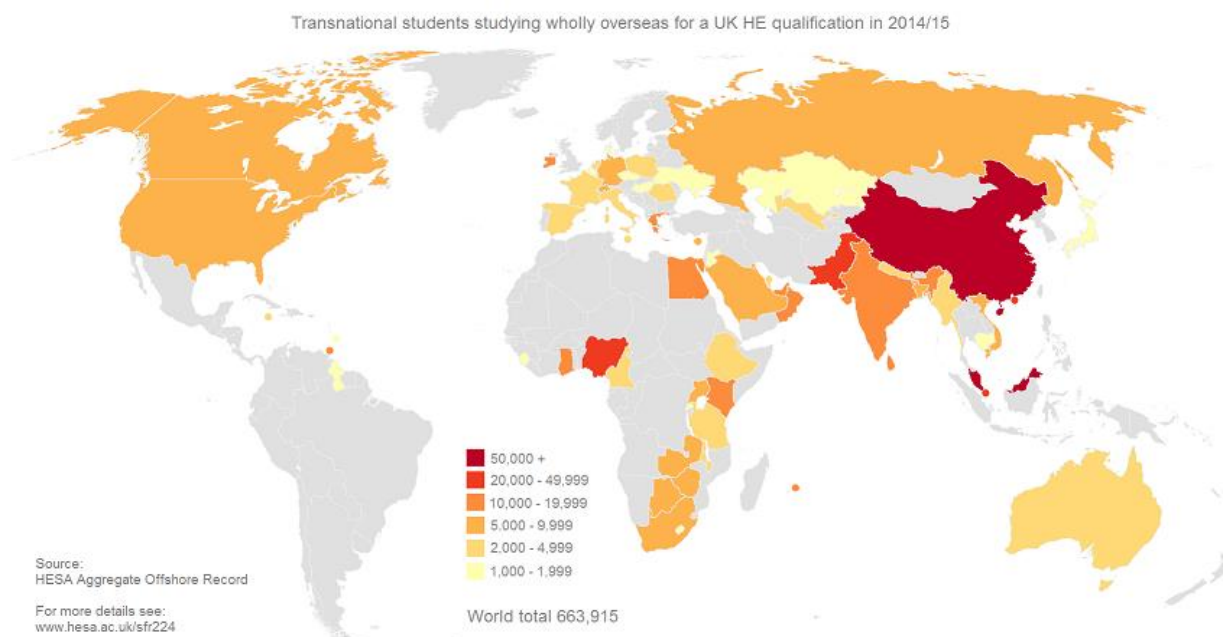 Transnational students studying wholly overseas for a UK HE qualification in 2014/15
50,000 +
20,000 - 49,999
10,000 - 19,999
5,000 - 9,999
2,000 - 4,999
1,000 - 1,999
Source:
HESA Aggregate Offshore Record
For more details see:
www.hesa.ac.uk/sfr224
World total 663,915